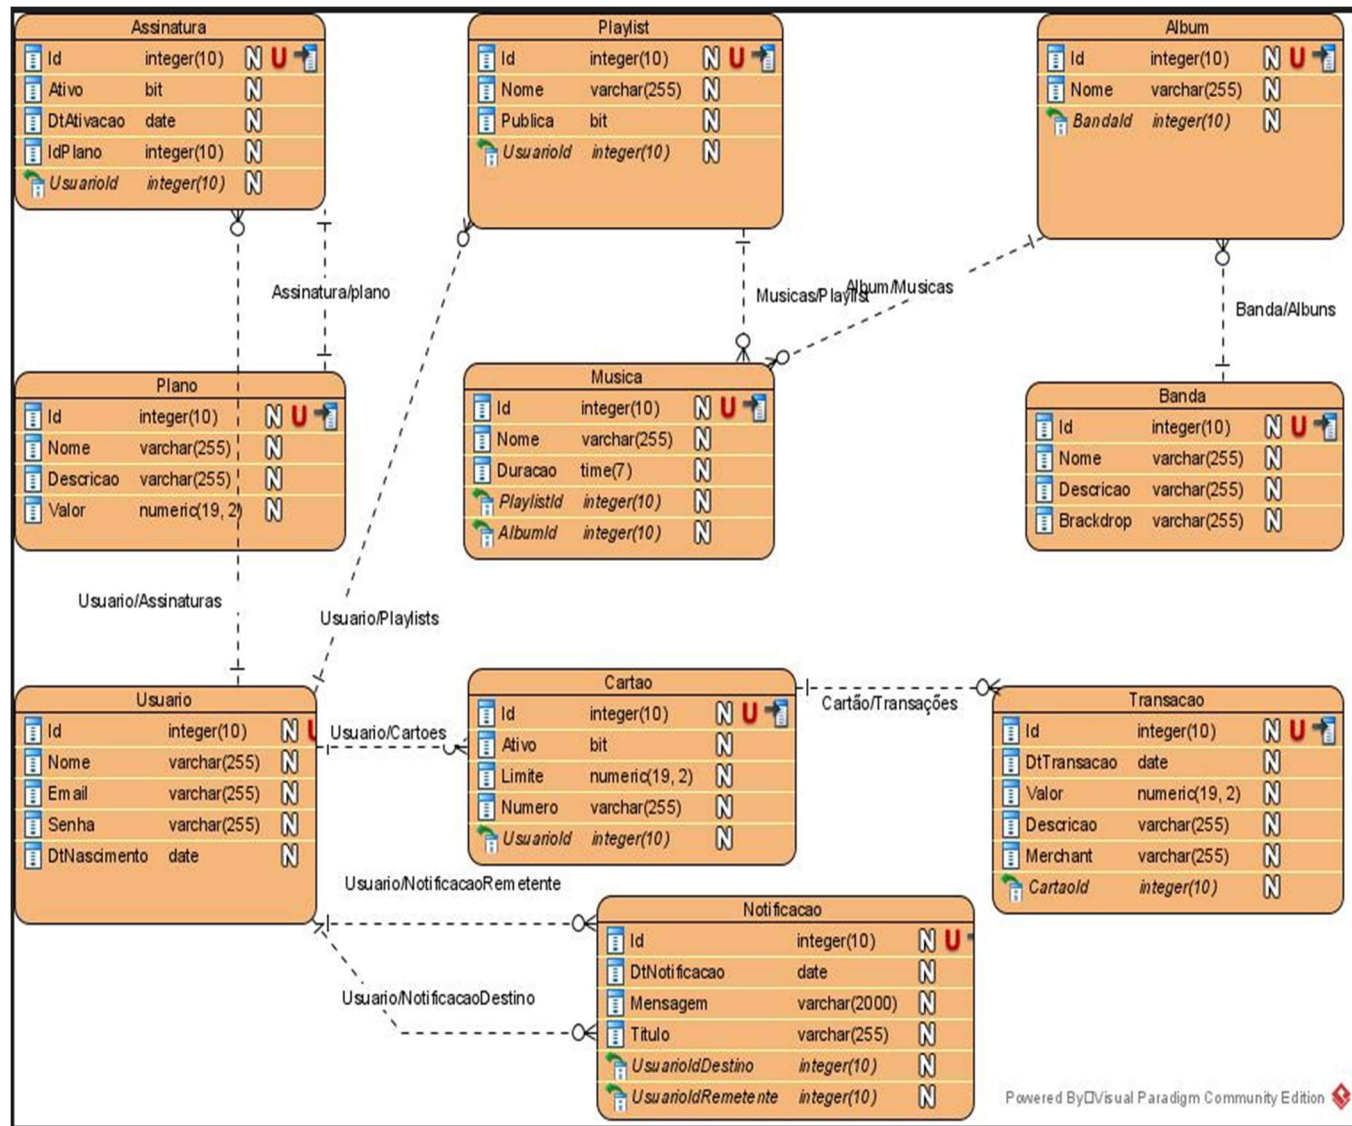 Assinatura
Id integer(10) N U
Ativo bit N
DtAtivacao date N
IdPlano integer(10) N
UsuarioId integer(10) N
Playlist
Id integer(10) N U
Nome varchar(255) N
Publica bit N
UsuarioId integer(10) N
Album
Id integer(10) N U
Nome varchar(255) N
BandaId integer(10) N
Assinatura/plano
Musicas/Playlist
Album/Musicas
Banda/Albuns
Plano
Id integer(10) N U
Nome varchar(255) N
Descricao varchar(255) N
Valor numeric(19, 2) N
Musica
Id integer(10) N U
Nome varchar(255) N
Duracao time(7) N
PlaylistId integer(10) N
AlbumId integer(10) N
Banda
Id integer(10) N U
Nome varchar(255) N
Descricao varchar(255) N
Brackdrop varchar(255) N
Usuario/Assinaturas
Usuario/Playlists
Usuario
Id integer(10) N U
Nome varchar(255) N
Email varchar(255) N
Senha varchar(255) N
DtNascimento date N
Usuario/Cartoes
Cartao
Id integer(10) N U
Ativo bit N
Limite numeric(19, 2) N
Numero varchar(255) N
UsuarioId integer(10) N
Cartão/Transações
Transacao
Id integer(10) N U
DtTransacao date N
Valor numeric(19, 2) N
Descricao varchar(255) N
Merchant varchar(255) N
CartaoId integer(10) N
Usuario/NotificacaoRemetente
Usuario/NotificacaoDestino
Notificacao
Id integer(10) N U
DtNotificacao date N
Mensagem varchar(2000) N
Titulo varchar(255) N
UsuarioIdDestino integer(10) N
UsuarioIdRemetente integer(10) N
Powered By□Visual Paradigm Community Edition